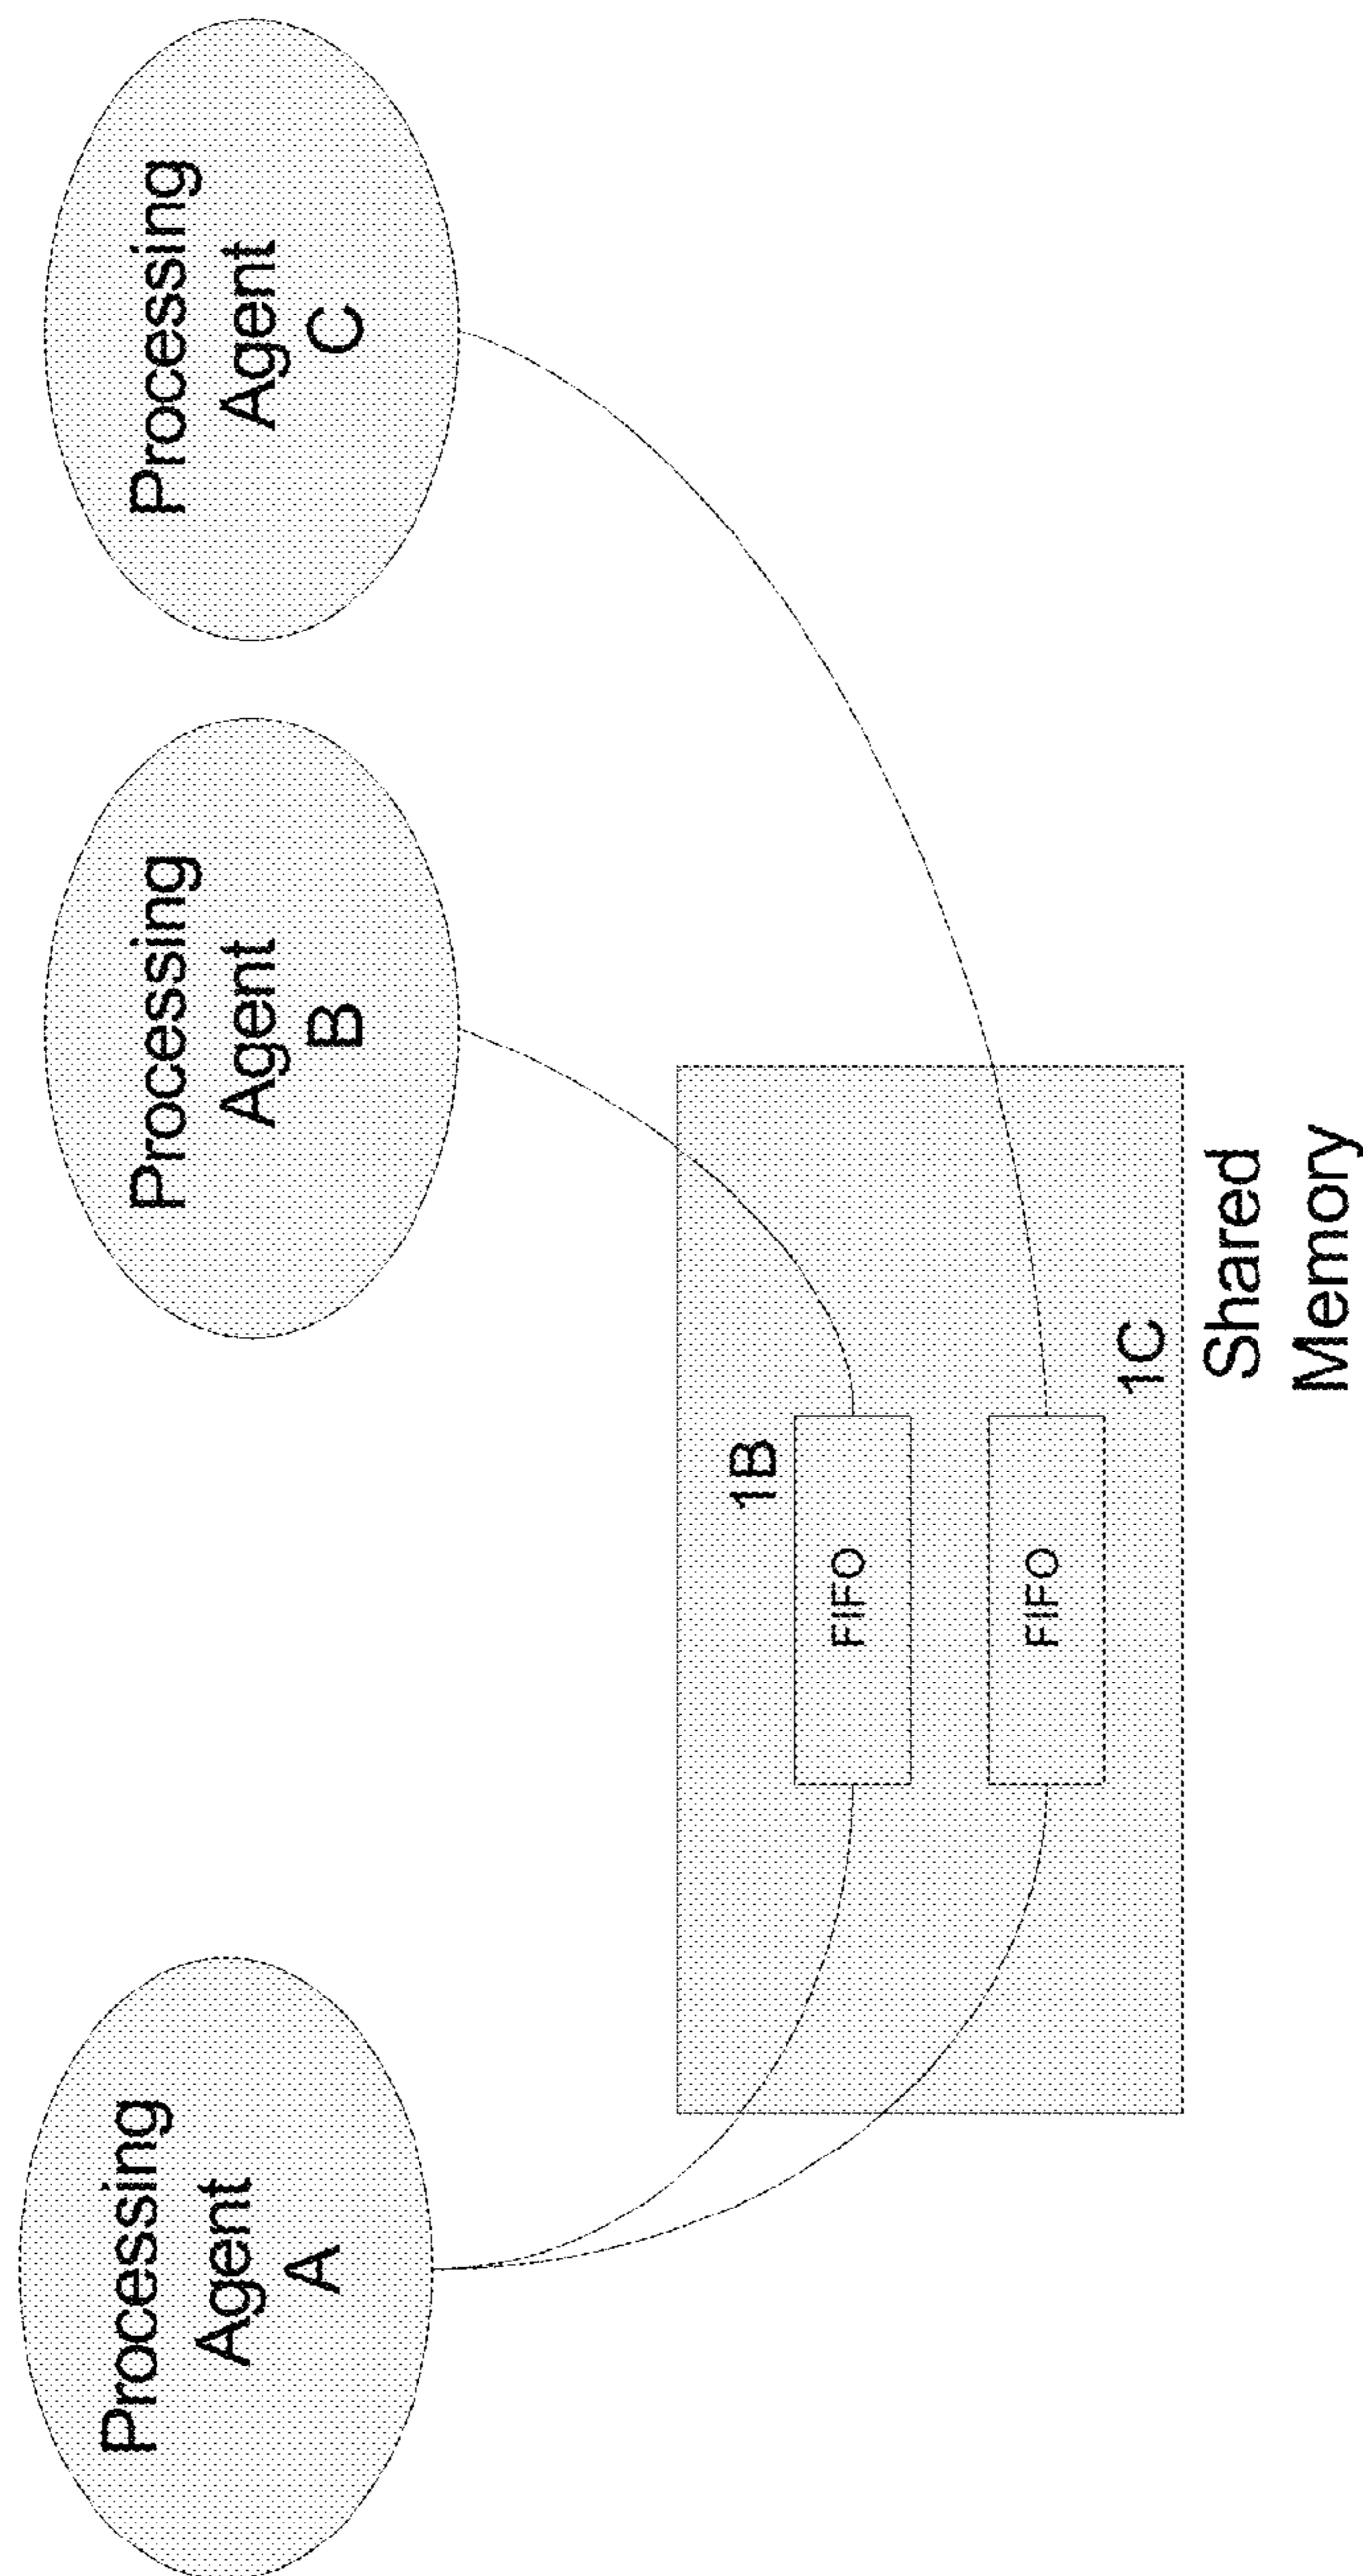 Processing
Agent
A
Processing
Agent
B
Processing
Agent
C
1B
FIFO
FIFO
1C
Shared
Memory